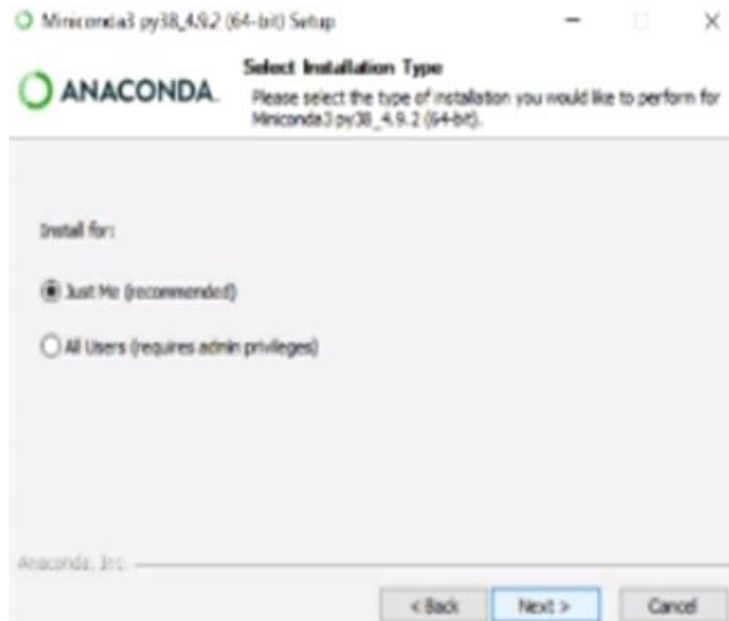 Miniconda3 py38_4.9.2 (64-bit) Setup
ANACONDA.
Select Installation Type
Please select the type of installation you would like to perform for
Miniconda3 py38_4.9.2 (64-bit).
Install for:
Just Me (recommended)
All Users (requires admin privileges)
Anaconda, Inc.
< Back
Next >
Cancel